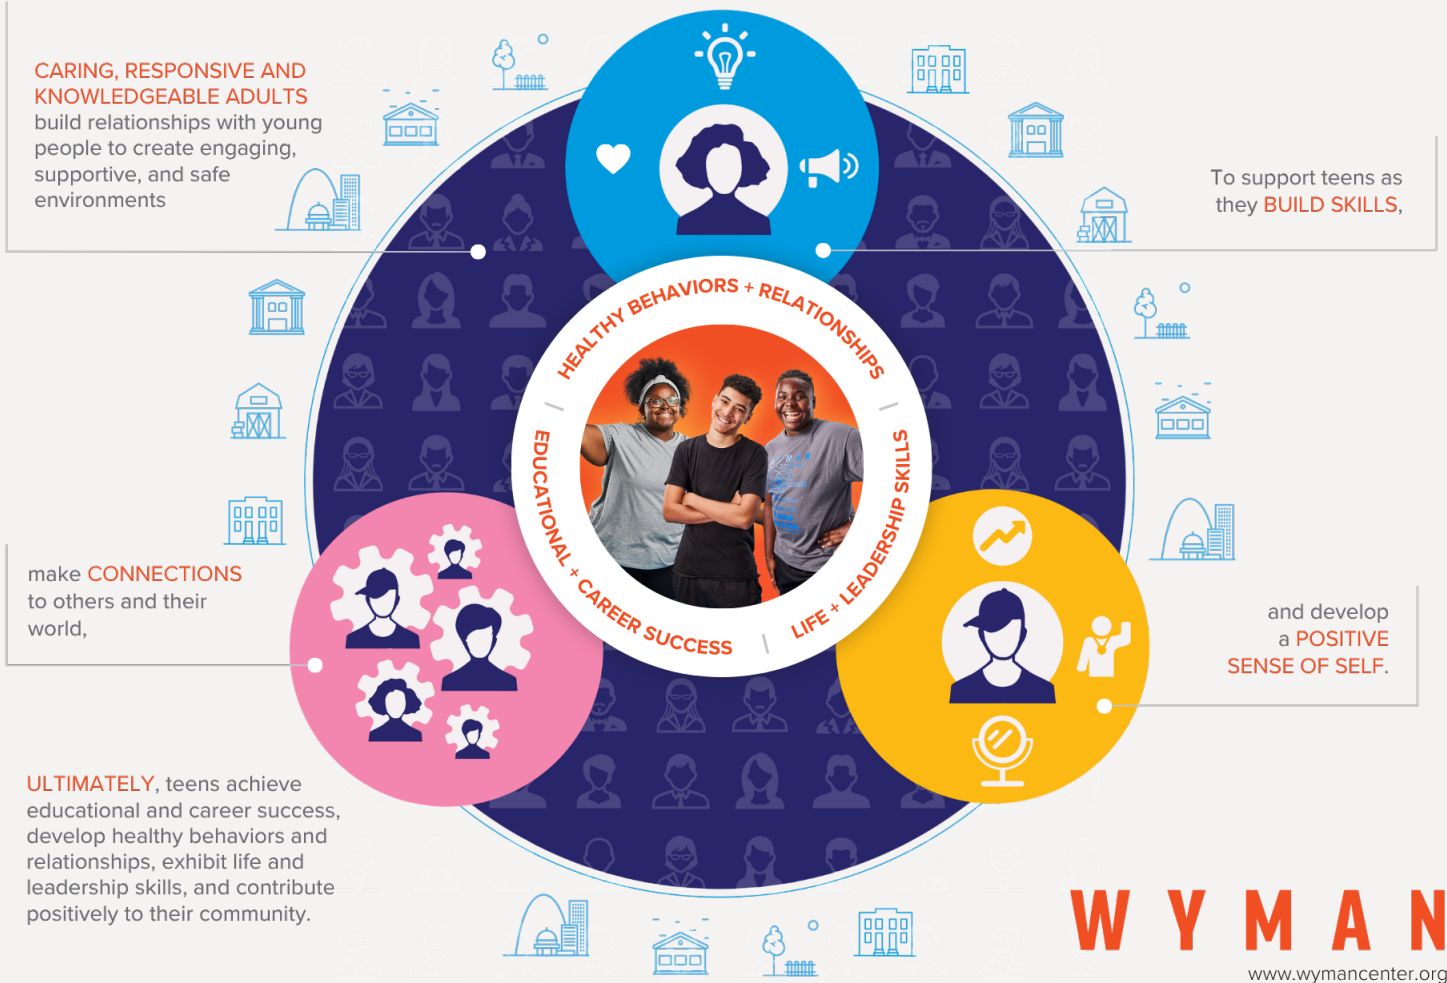 CARING, RESPONSIVE AND
KNOWLEDGEABLE ADULTS
build relationships with young
people to create engaging,
supportive, and safe
environments
To support teens as
they BUILD SKILLS,
HEALTHY BEHAVIORS + RELATIONSHIPS
LIFE + LEADERSHIP SKILLS
EDUCATIONAL + CAREER SUCCESS
make CONNECTIONS
to others and their
world,
and develop
a POSITIVE
SENSE OF SELF.
ULTIMATELY, teens achieve
educational and career success,
develop healthy behaviors and
relationships, exhibit life and
leadership skills, and contribute
positively to their community.
WYMAN
www.wymancenter.org